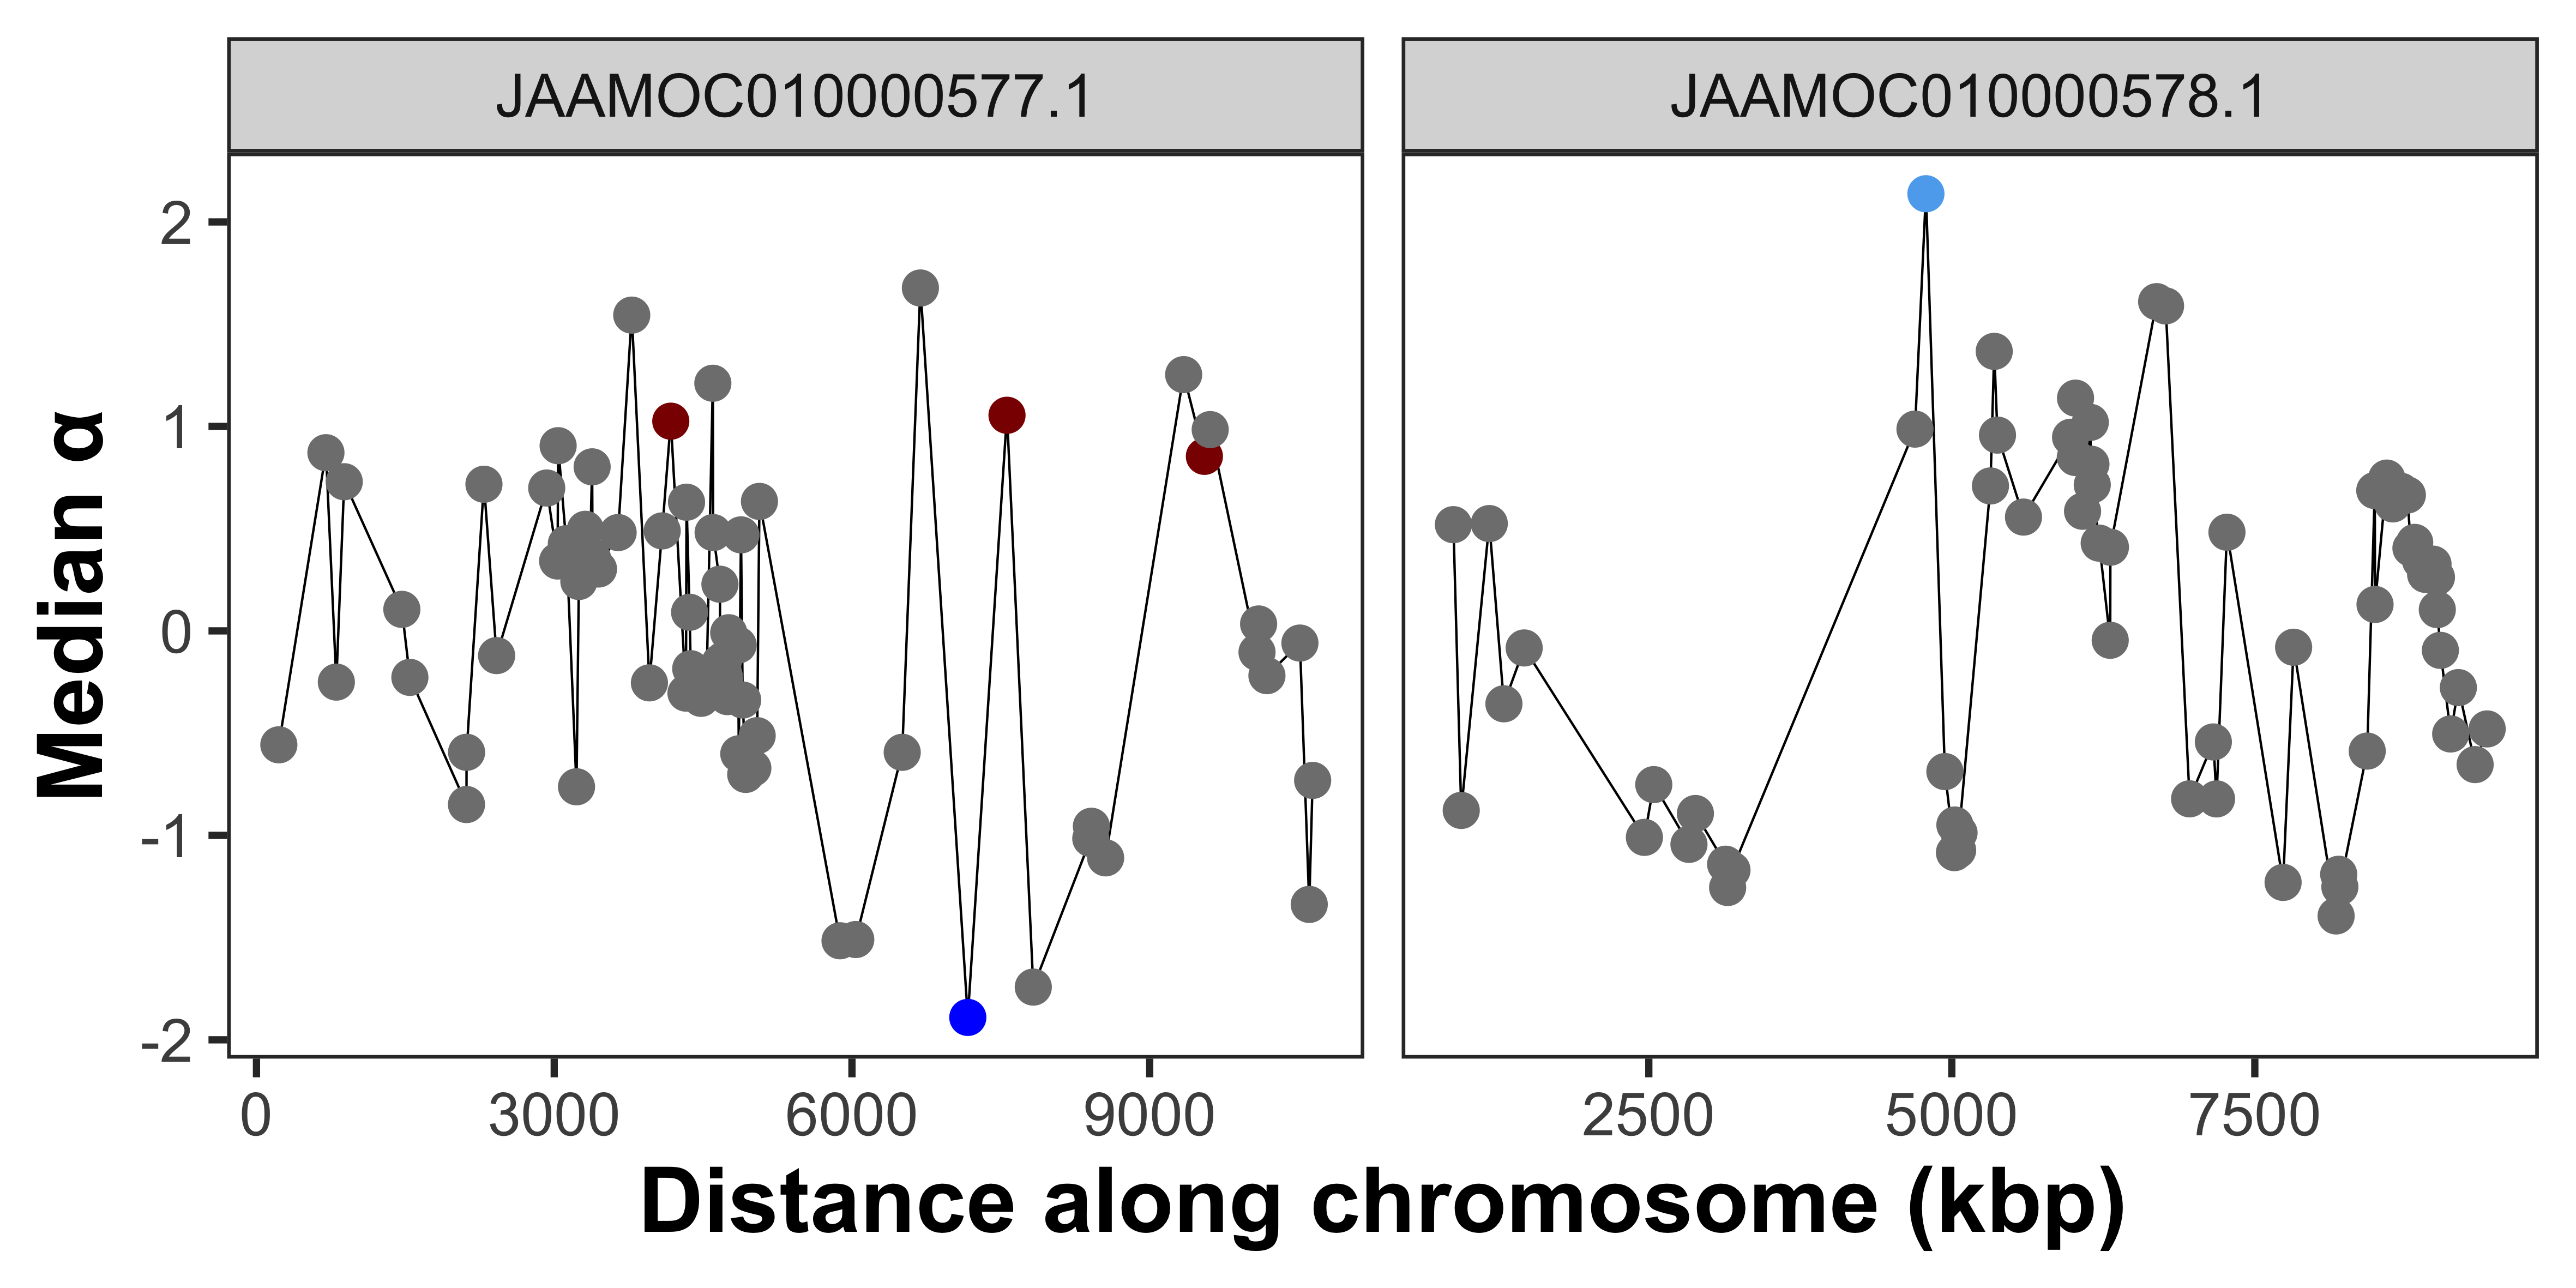 JAAMOC010000577.1
JAAMOC010000578.1
Median α
2
1
0
-1
-2
0 3000 6000 9000
2500 5000 7500
Distance along chromosome (kbp)